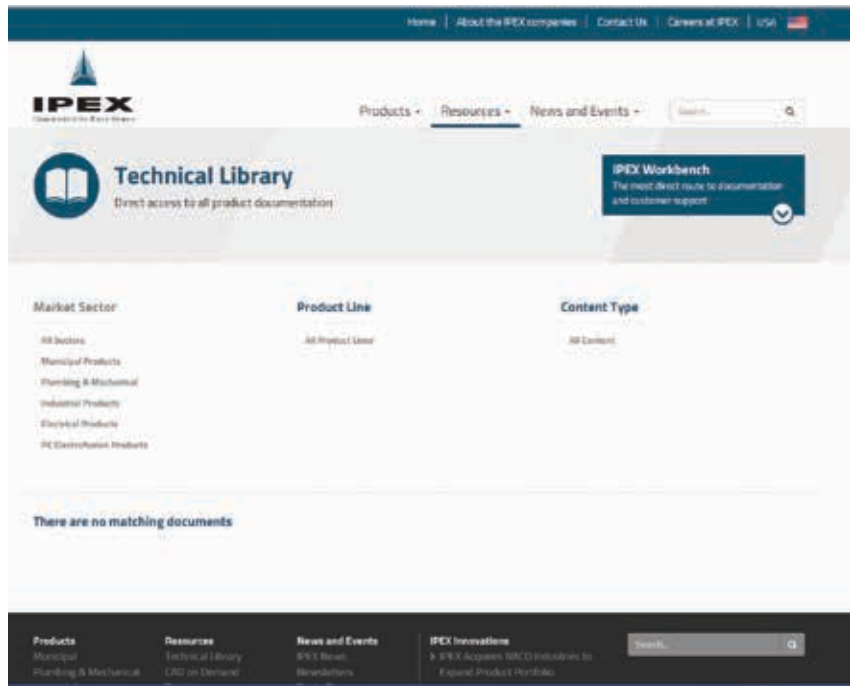 Home | About the IPEX companies | Contact Us | Careers at IPEX | USA
IPEX
Products Resources News and Events
Search...
Technical Library
Direct access to all product documentation
IPEX Workbench
The most direct route to documentation
and customer support
Market Sector
All Sectors
Municipal Products
Plumbing & Mechanical
Industrial Products
Electrical Products
PE Electrofusion Products
Product Line
All Product Lines
Content Type
All Content
There are no matching documents
Products
Municipal
Plumbing & Mechanical
Resources
Technical Library
CAD on Demand
News and Events
IPEX News
Newsletters
IPEX Innovations
IPEX Acquires NACO Industries to
Expand Product Portfolio
Search...